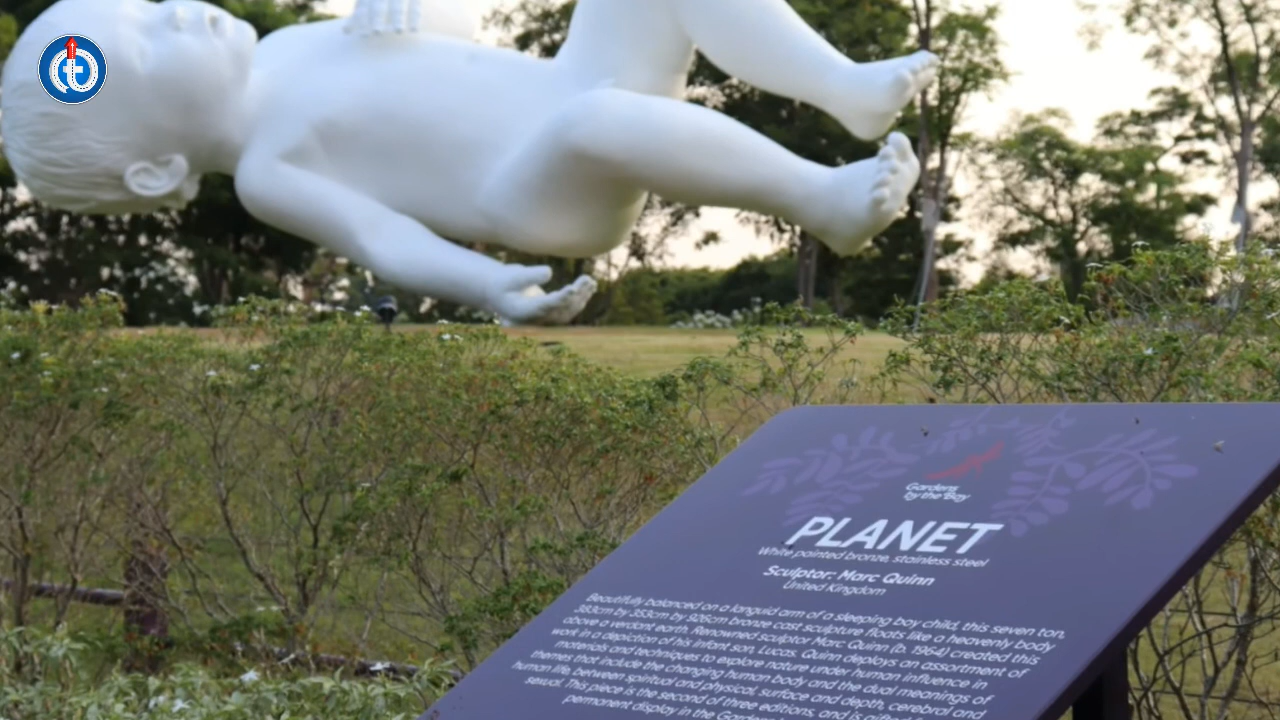 Gardens
by the Bay
PLANET
White painted bronze, stainless steel
Sculptor: Marc Quinn
United Kingdom
Beautifully balanced on a languid arm of a sleeping boy child, this seven ton,
383cm by 353cm by 926cm bronze cast sculpture floats like a heavenly body
above a verdant earth. Renowned sculptor Marc Quinn (b. 1964) created this
work in a depiction of his infant son, Lucas. Quinn deploys an assortment of
materials and techniques to explore nature under human influence in
themes that include the changing human body and the dual meanings of
human life, between spiritual and physical, surface and depth, cerebral and
sexual. This piece is the second of three editions, and is gifted
permanent display in the Gardens